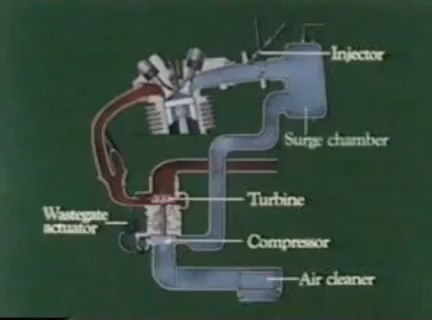 Injector
Surge chamber
Turbine
Wastegate
actuator
Compressor
Air cleaner